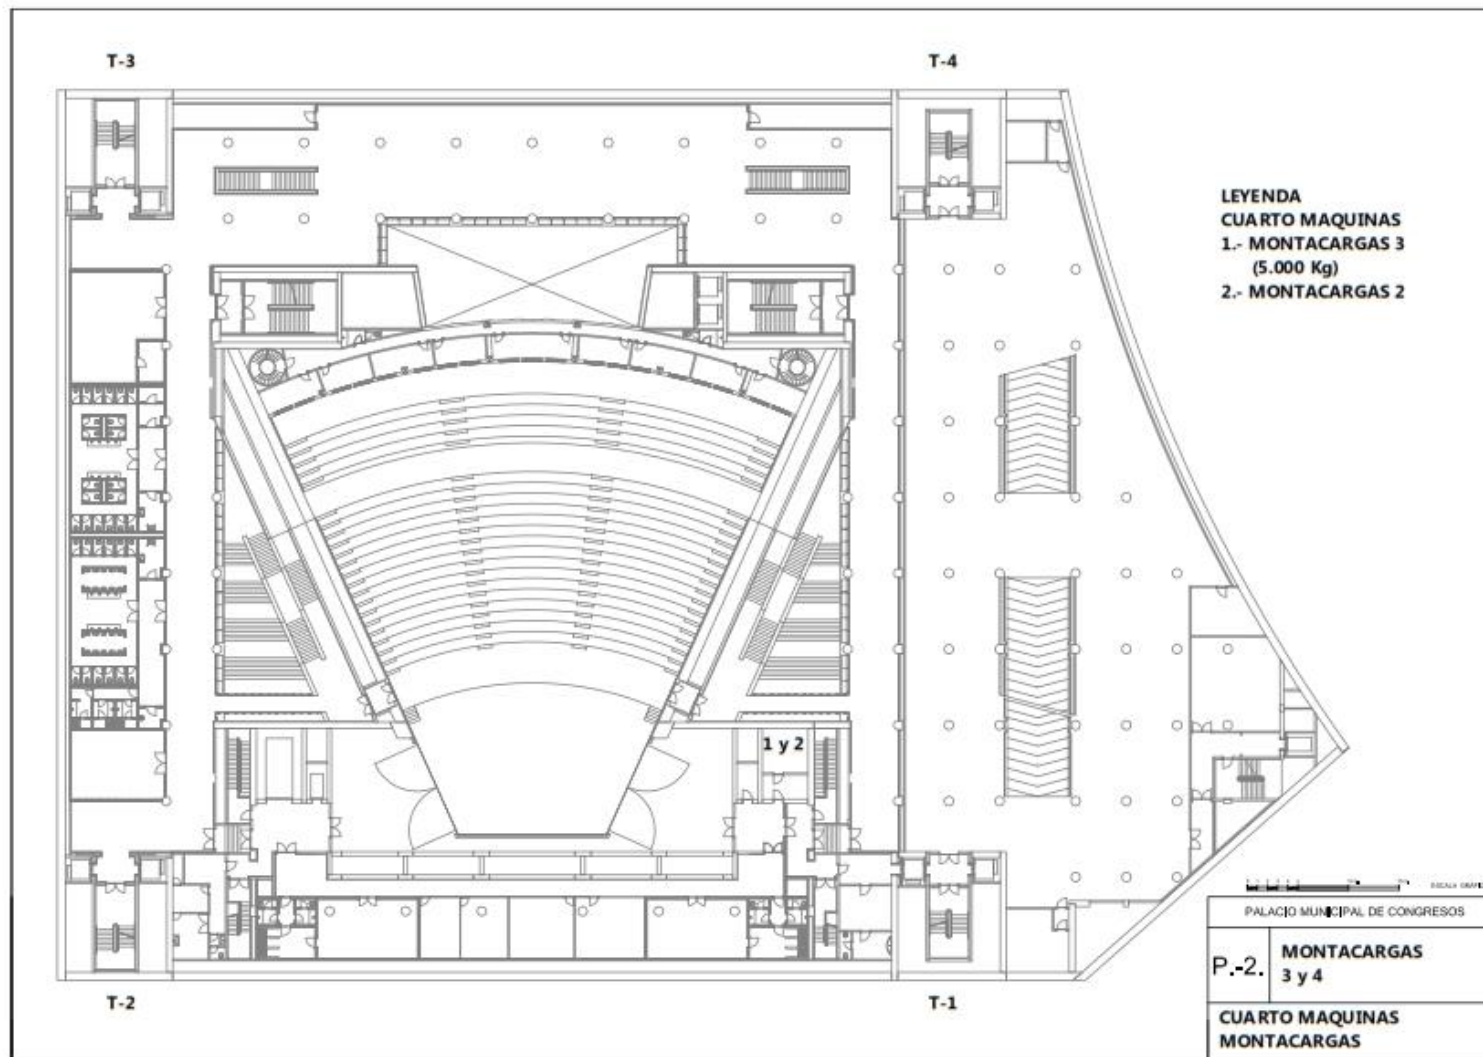 T-3
T-4
LEYENDA
CUARTO MAQUINAS
1.- MONTACARGAS 3
(5.000 Kg)
2.- MONTACARGAS 2
1 y 2
PALACIO MUNICIPAL DE CONGRESOS
P.-2.
MONTACARGAS
3 y 4
CUARTO MAQUINAS
MONTACARGAS
T-2
T-1